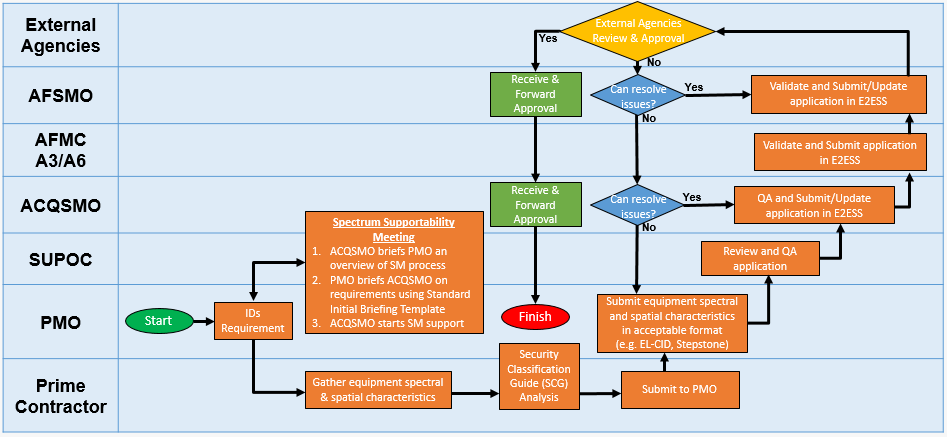 External
Agencies
External Agencies
Review & Approval
Yes
No
AFSMO
Receive &
Forward
Approval
Can resolve
issues?
Yes
No
Validate and Submit/Update
application in E2ESS
AFMC
A3/A6
Validate and Submit application
in E2ESS
ACQSMO
Receive &
Forward
Approval
Can resolve
issues?
Yes
No
QA and Submit/Update
application in E2ESS
Spectrum Supportability
Meeting
1. ACQSMO briefs PMO an
overview of SM process
2. PMO briefs ACQSMO on
requirements using Standard
Initial Briefing Template
3. ACQSMO starts SM support
SUPOC
Review and QA
application
PMO
Start
IDs
Requirement
Finish
Submit equipment spectral
and spatial characteristics
in acceptable format
(e.g. EL-CID, Stepstone)
Prime
Contractor
Gather equipment spectral
& spatial characteristics
Security
Classification
Guide (SCG)
Analysis
Submit to PMO